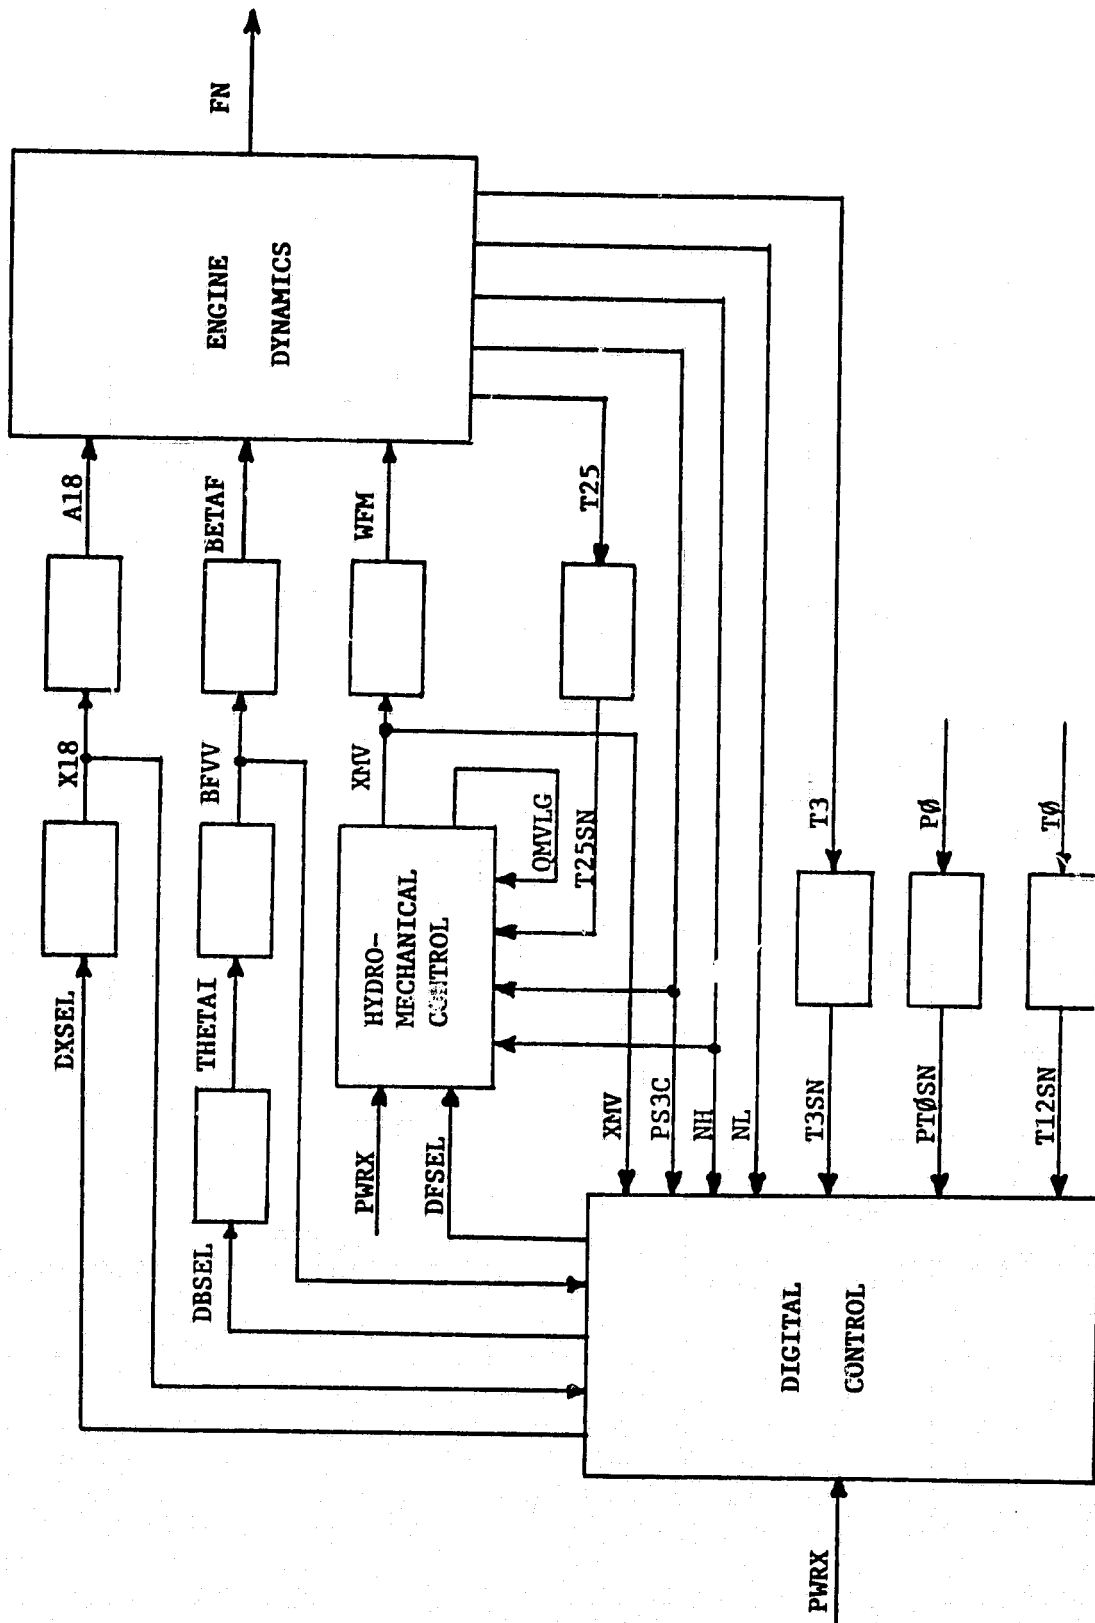 FN
ENGINE
DYNAMICS
A18
BETAF
WFM
T25
X18
BFVV
XMV
QMVLG
T25SN
HYDRO-
MECHANICAL
CONTROL
DXSEL
THETAI
DBSEL
PWRX
DFSEL
XMV
PS3C
NH
NL
T3
PØ
TØ
T3SN
PTØSN
T12SN
DIGITAL
CONTROL
PWRX